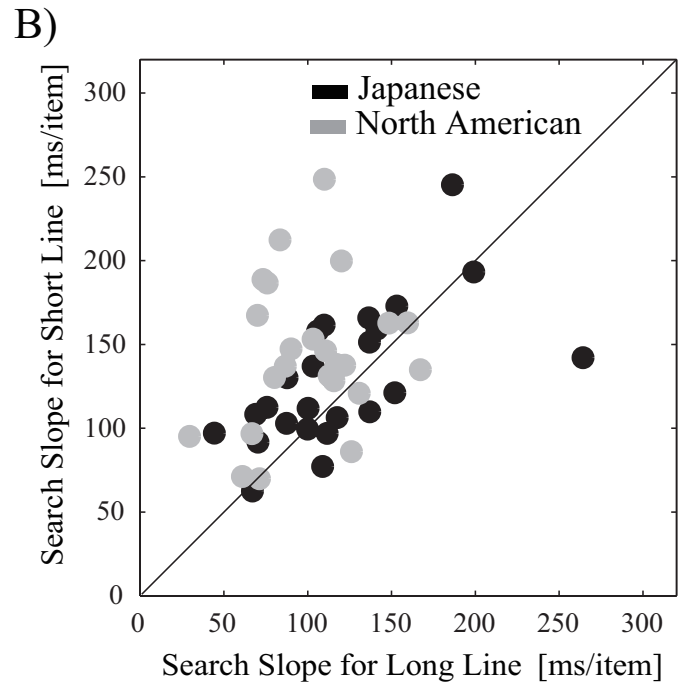 B)
Search Slope for Short Line [ms/item]
300
250
200
150
100
50
0
Japanese
North American
0 50 100 150 200 250 300
Search Slope for Long Line [ms/item]